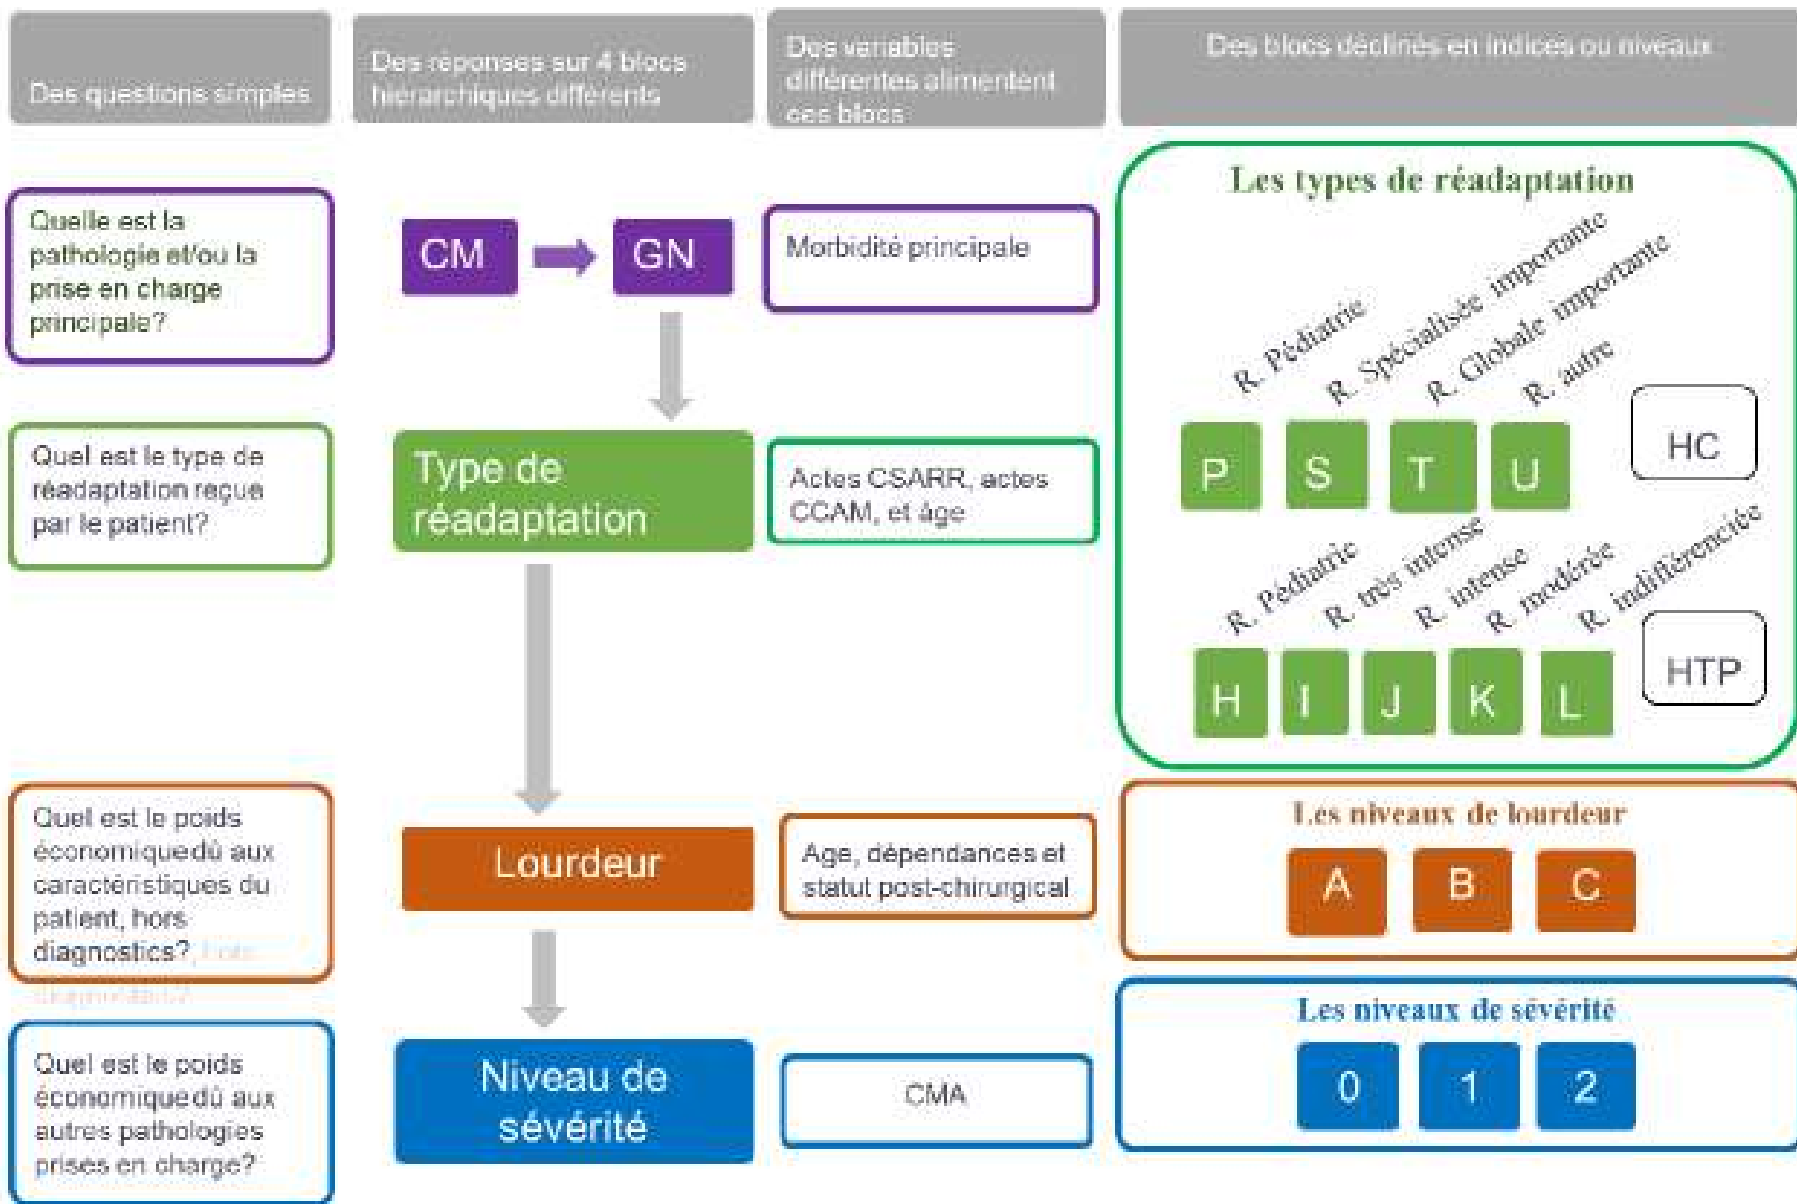 Des questions simples
Des réponses sur 4 blocs
hiérarchiques différents
Des variables
différentes alimentent
ces blocs
Des blocs déclinés en indices ou niveaux
Quelle est la
pathologie et/ou la
prise en charge
principale?
CM
GN
Morbidité principale
Les types de réadaptation
R. Pédiatrie
R. Spécialisée importante
R. Globale importante
R. autre
P
S
T
U
HC
Quel est le type de
réadaptation reçue
par le patient?
Type de
réadaptation
Actes CSARR, actes
CCAM, et âge
R. Pédiatrie
R. très intense
R. intense
R. modérée
R. indifférenciée
H
I
J
K
L
HTP
Quel est le poids
économique dû aux
caractéristiques du
patient, hors
diagnostics?, hors
diagnostics?
Lourdeur
Age, dépendances et
statut post-chirurgical
Les niveaux de lourdeur
A
B
C
Quel est le poids
économique dû aux
autres pathologies
prises en charge?
Niveau de
sévérité
CMA
Les niveaux de sévérité
0
1
2